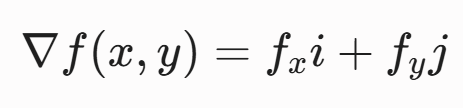 ∇f(x, y) = fₓi + f_yj